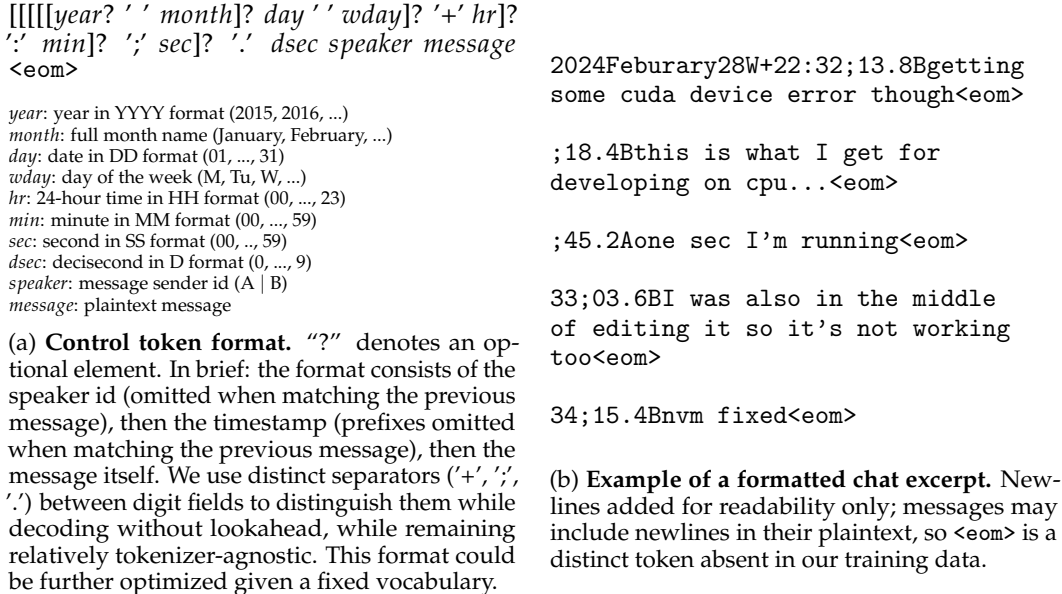 [[[[[year? ' ' month]? day ' ' wday]? '+' hr]?
':' min]? ';' sec]? '.' dsec speaker message
<eom>
year: year in YYYY format (2015, 2016, ...)
month: full month name (January, February, ...)
day: date in DD format (01, ..., 31)
wday: day of the week (M, Tu, W, ...)
hr: 24-hour time in HH format (00, ..., 23)
min: minute in MM format (00, ..., 59)
sec: second in SS format (00, .., 59)
dsec: decisecond in D format (0, ..., 9)
speaker: message sender id (A | B)
message: plaintext message
(a) Control token format. "?" denotes an op-
tional element. In brief: the format consists of the
speaker id (omitted when matching the previous
message), then the timestamp (prefixes omitted
when matching the previous message), then the
message itself. We use distinct separators ('+', ';',
'.') between digit fields to distinguish them while
decoding without lookahead, while remaining
relatively tokenizer-agnostic. This format could
be further optimized given a fixed vocabulary.
2024Feburary28W+22:32;13.8Bgetting
some cuda device error though<eom>
;18.4Bthis is what I get for
developing on cpu...<eom>
;45.2Aone sec I'm running<eom>
33;03.6BI was also in the middle
of editing it so it's not working
too<eom>
34;15.4Bnvm fixed<eom>
(b) Example of a formatted chat excerpt. New-
lines added for readability only; messages may
include newlines in their plaintext, so <eom> is a
distinct token absent in our training data.